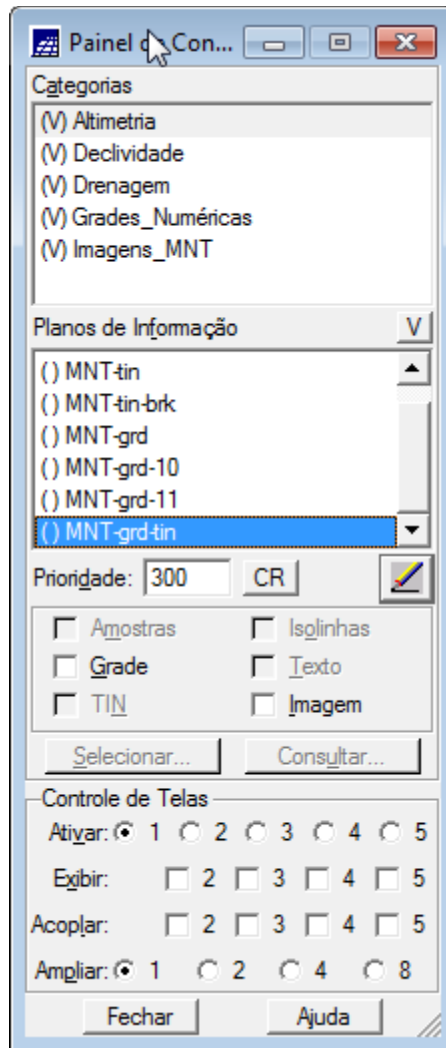 Painel de Con...
Categorias
(V) Altimetria
(V) Declividade
(V) Drenagem
(V) Grades_Numéricas
(V) Imagens_MNT
Planos de Informação V
( ) MNT-tin
( ) MNT-tin-brk
( ) MNT-grd
( ) MNT-grd-10
( ) MNT-grd-11
( ) MNT-grd-tin
Prioridade: 300 CR
Amostras Isolinhas
Grade Texto
TIN Imagem
Selecionar... Consultar...
Controle de Telas
Ativar: 1 2 3 4 5
Exibir: 2 3 4 5
Acoplar: 2 3 4 5
Ampliar: 1 2 4 8
Fechar Ajuda